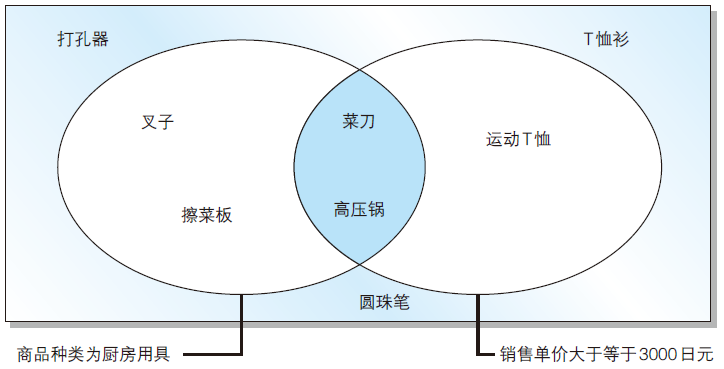 打孔器
T恤衫
叉子
菜刀
运动T恤
擦菜板
高压锅
圆珠笔
商品种类为厨房用具
销售单价大于等于3000日元